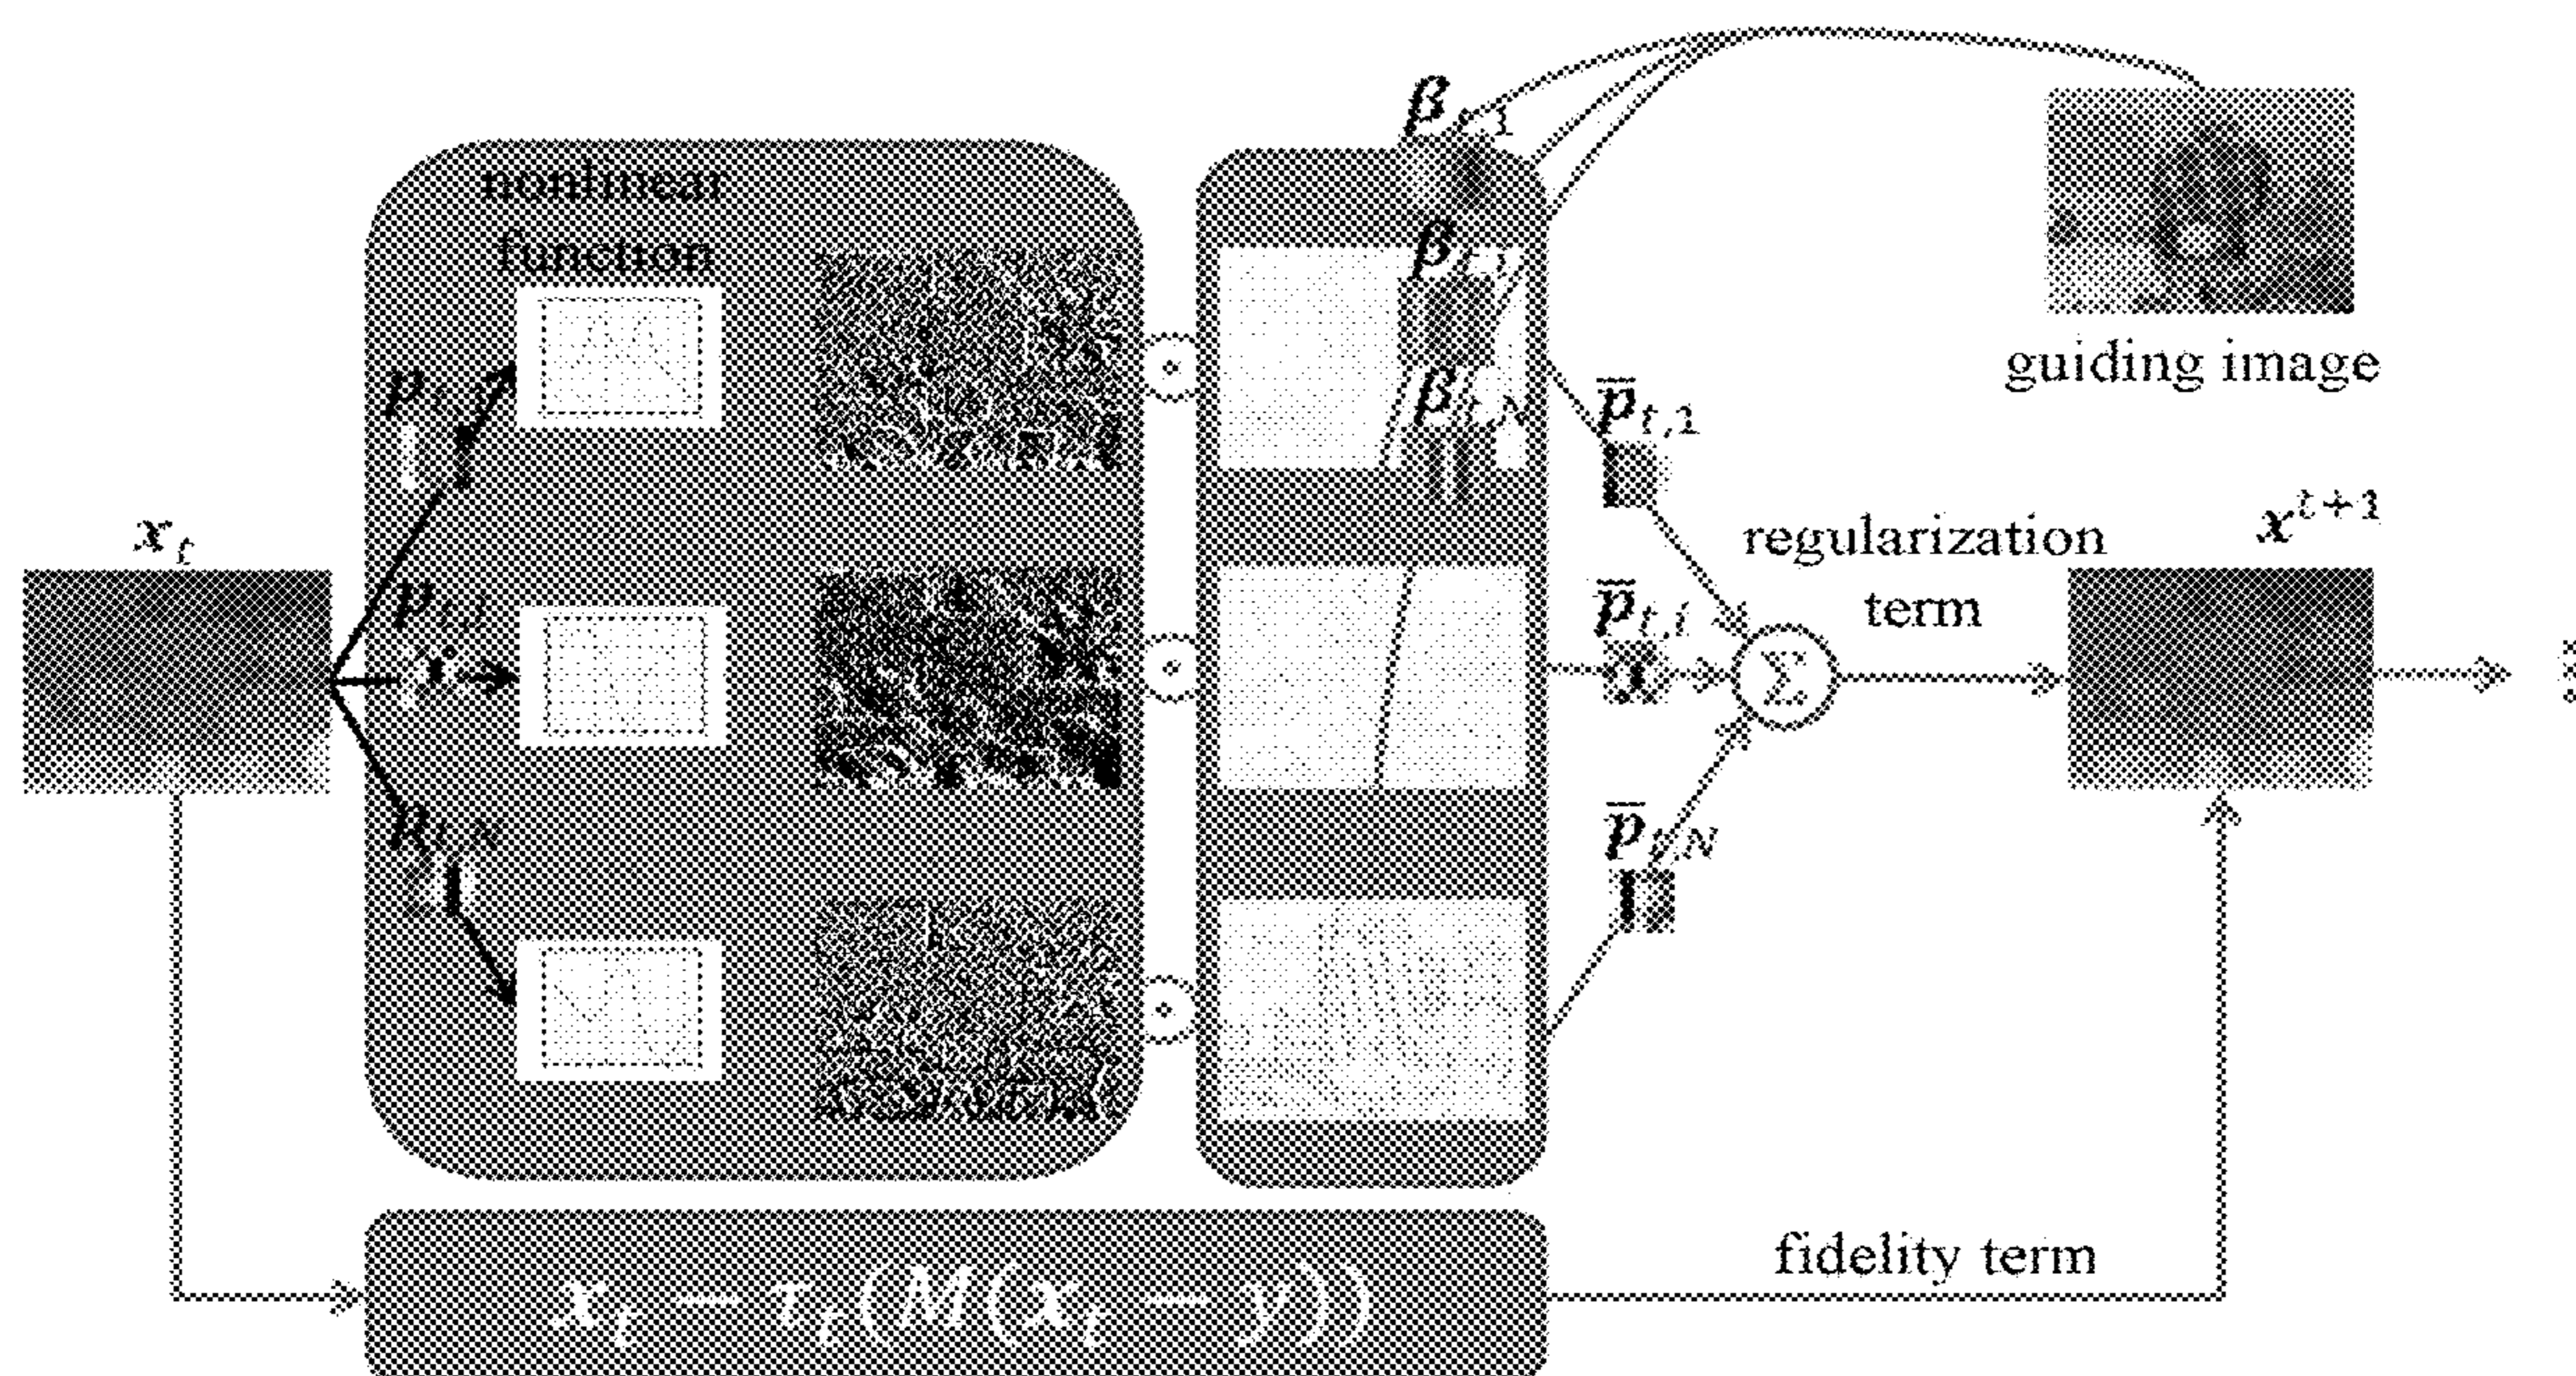 β_{t,1}
nonlinear
function
β_{t,i}
guiding image
p_{t,1}
β_{t,N}
p̅_{t,1}
x_t
regularization
term
x^{t+1}
p_{t,i}
p̅_{t,i}
Σ
p_{t,N}
p̅_{t,N}
fidelity term
x_t − τ_t(M(x_t − y))